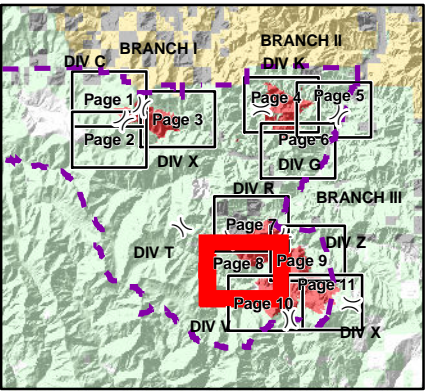 BRANCH II
BRANCH I
DIV C
DIV K
Page 1
Page 4
Page 5
Page 3
Page 2
Page 6
DIV X
DIV G
DIV R
BRANCH III
Page 7
DIV T
DIV Z
Page 8
Page 9
Page 11
Page 10
DIV V
DIV X